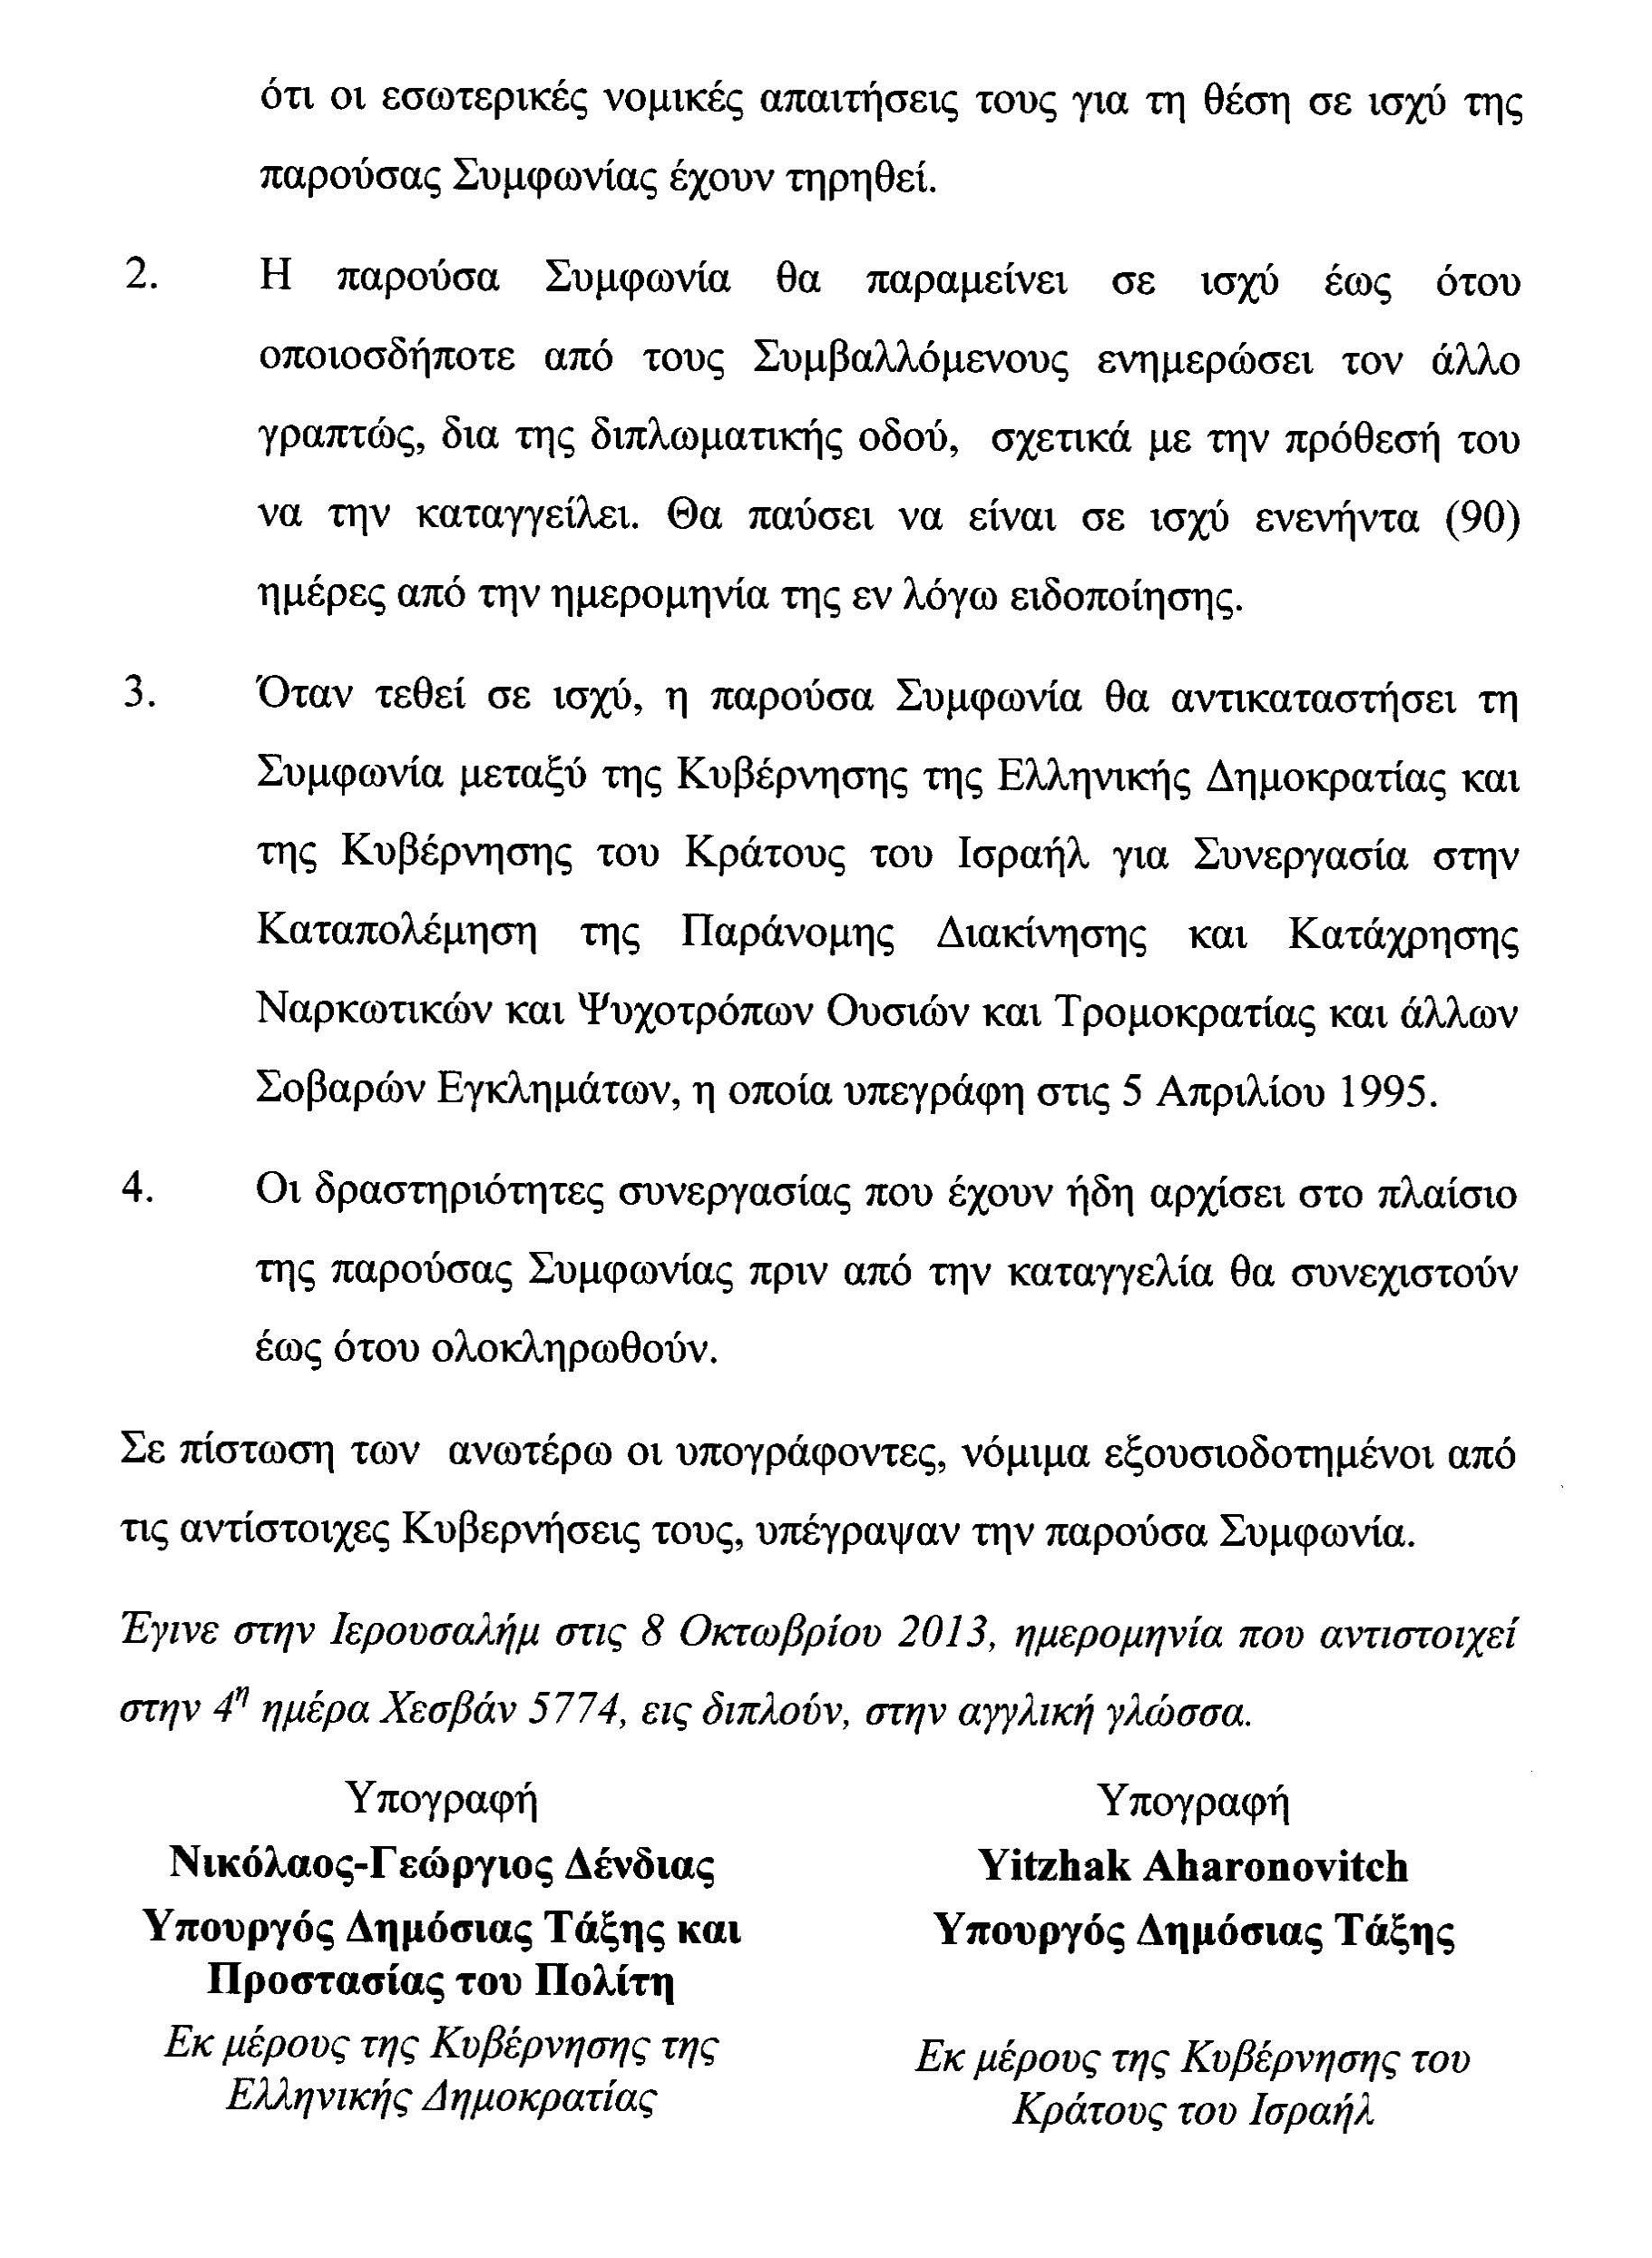 ότι οι εσωτερικές νομικές απαιτήσεις τους για τη θέση σε ισχύ της
παρούσας Συμφωνίας έχουν τηρηθεί.
2. Η παρούσα Συμφωνία θα παραμείνει σε ισχύ έως ότου
οποιοσδήποτε από τους Συμβαλλόμενους ενημερώσει τον άλλο
γραπτώς, δια της διπλωματικής οδού, σχετικά με την πρόθεσή του
να την καταγγείλει. Θα παύσει να είναι σε ισχύ ενενήντα (90)
ημέρες από την ημερομηνία της εν λόγω ειδοποίησης.
3. Όταν τεθεί σε ισχύ, η παρούσα Συμφωνία θα αντικαταστήσει τη
Συμφωνία μεταξύ της Κυβέρνησης της Ελληνικής Δημοκρατίας και
της Κυβέρνησης του Κράτους του Ισραήλ για Συνεργασία στην
Καταπολέμηση της Παράνομης Διακίνησης και Κατάχρησης
Ναρκωτικών και Ψυχοτρόπων Ουσιών και Τρομοκρατίας και άλλων
Σοβαρών Εγκλημάτων, η οποία υπεγράφη στις 5 Απριλίου 1995.
4. Οι δραστηριότητες συνεργασίας που έχουν ήδη αρχίσει στο πλαίσιο
της παρούσας Συμφωνίας πριν από την καταγγελία θα συνεχιστούν
έως ότου ολοκληρωθούν.
Σε πίστωση των ανωτέρω οι υπογράφοντες, νόμιμα εξουσιοδοτημένοι από
τις αντίστοιχες Κυβερνήσεις τους, υπέγραψαν την παρούσα Συμφωνία.
Έγινε στην Ιερουσαλήμ στις 8 Οκτωβρίου 2013, ημερομηνία που αντιστοιχεί
στην 4η ημέρα Χεσβάν 5774, εις διπλούν, στην αγγλική γλώσσα.
Υπογραφή
Νικόλαος-Γεώργιος Δένδιας
Υπουργός Δημόσιας Τάξης και
Προστασίας του Πολίτη
Εκ μέρους της Κυβέρνησης της
Ελληνικής Δημοκρατίας
Υπογραφή
Yitzhak Aharonovitch
Υπουργός Δημόσιας Τάξης
Εκ μέρους της Κυβέρνησης του
Κράτους του Ισραήλ